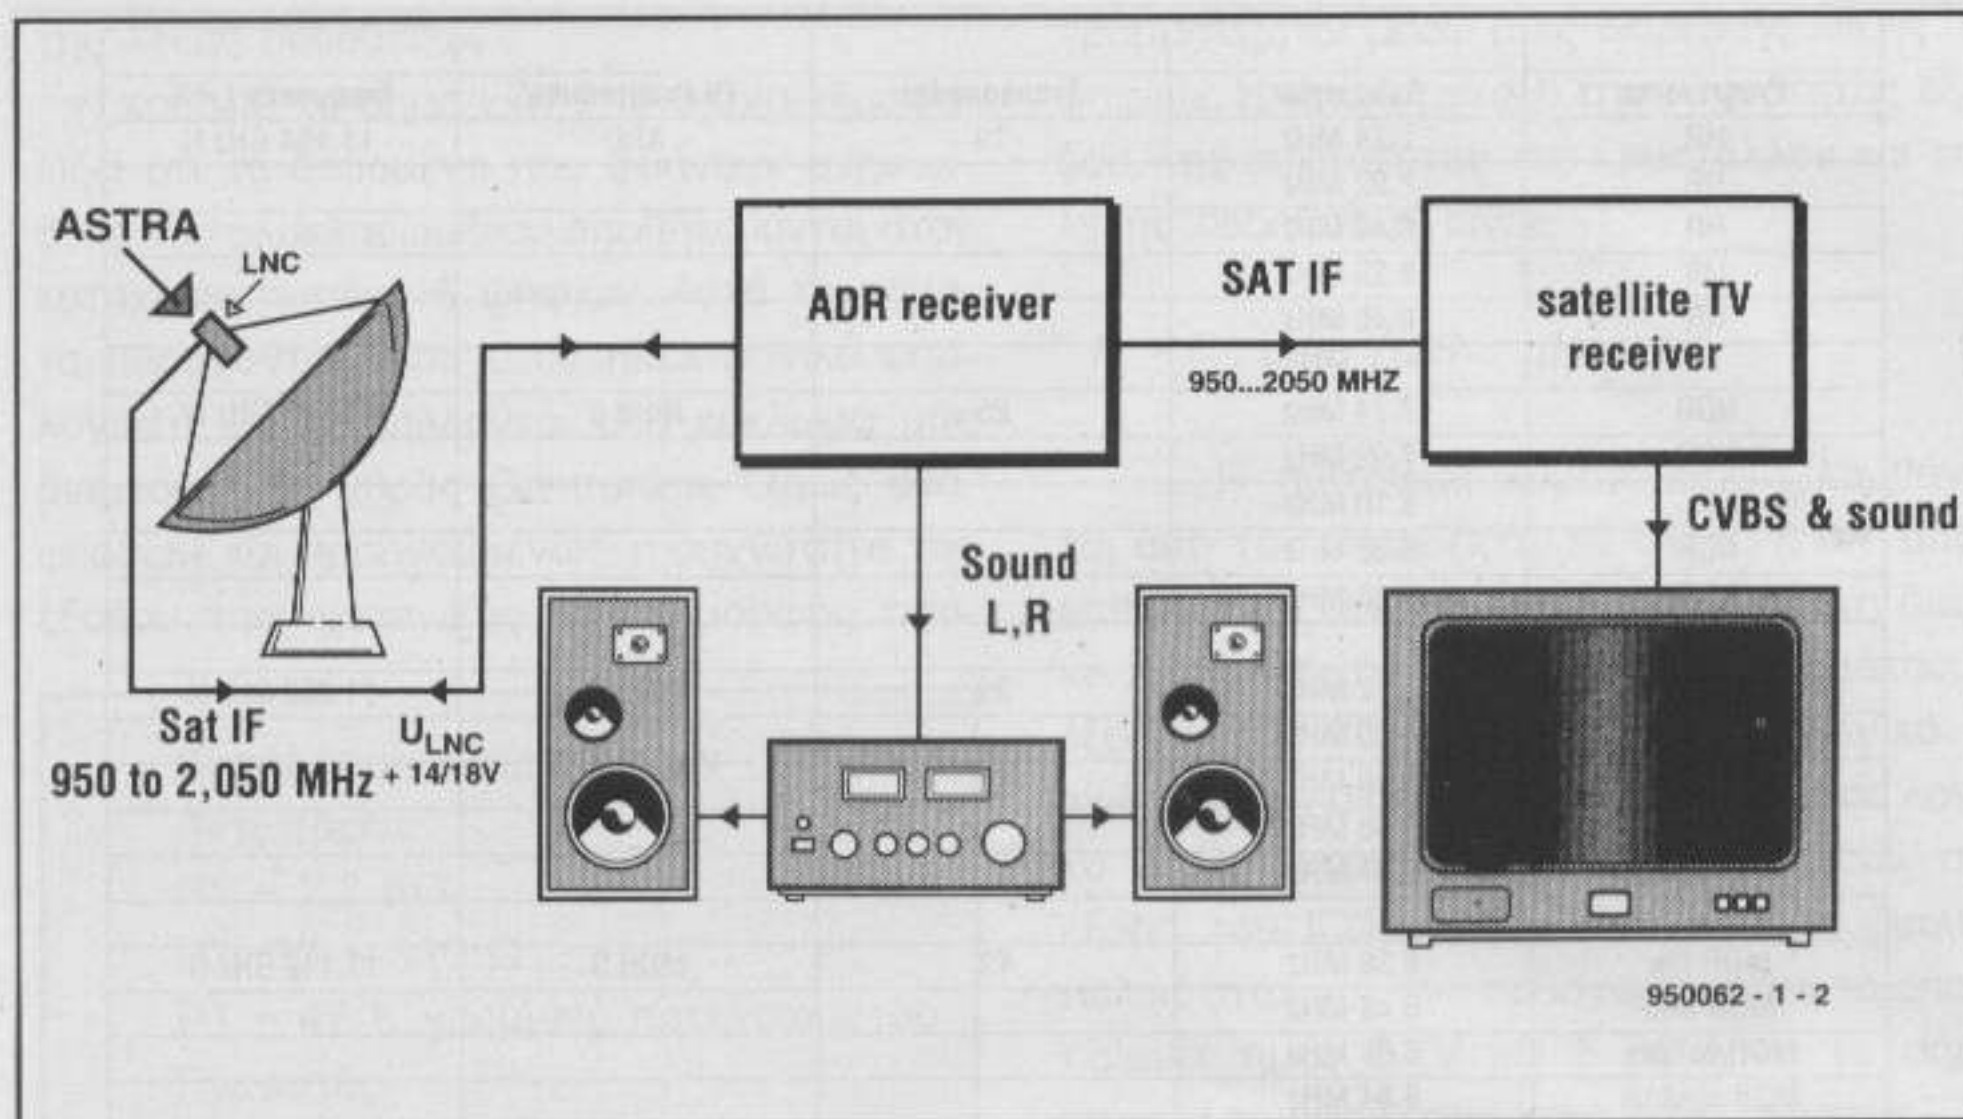 ASTRA
LNC
ADR receiver
SAT IF
950...2050 MHZ
satellite TV
receiver
CVBS & sound
Sound
L,R
Sat IF
950 to 2,050 MHz
U LNC
+ 14/18V
950062 - 1 - 2